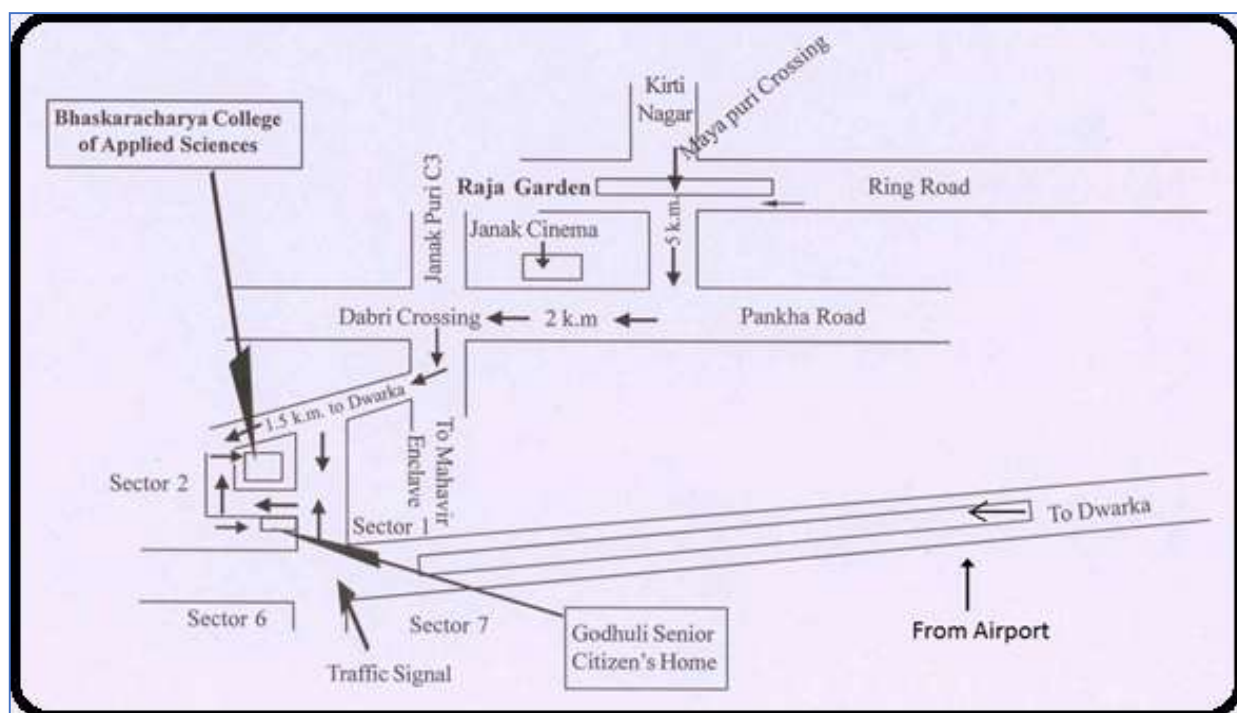 Kirti
Nagar
Maya puri Crossing
Bhaskaracharya College
of Applied Sciences
Janak Puri C3
Raja Garden
Ring Road
Janak Cinema
5 k.m.
Dabri Crossing
2 k.m
Pankha Road
1.5 k.m. to Dwarka
To Mahavir
Enclave
Sector 2
Sector 1
To Dwarka
Sector 6
Sector 7
From Airport
Godhuli Senior
Citizen's Home
Traffic Signal